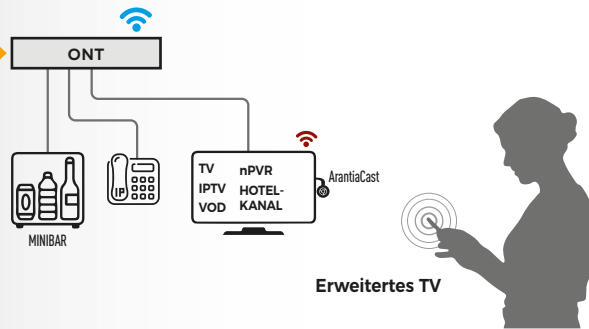 ONT
IP
TV nPVR
IPTV HOTEL-
VOD KANAL
ArantiaCast
MINIBAR
Erweitertes TV